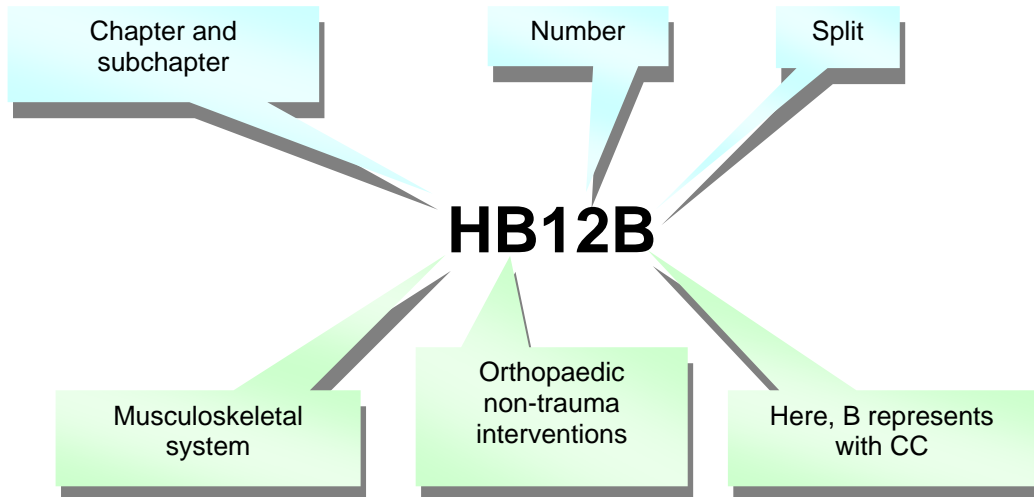 Chapter and
subchapter
Number
Split
HB12B
Musculoskeletal
system
Orthopaedic
non-trauma
interventions
Here, B represents
with CC